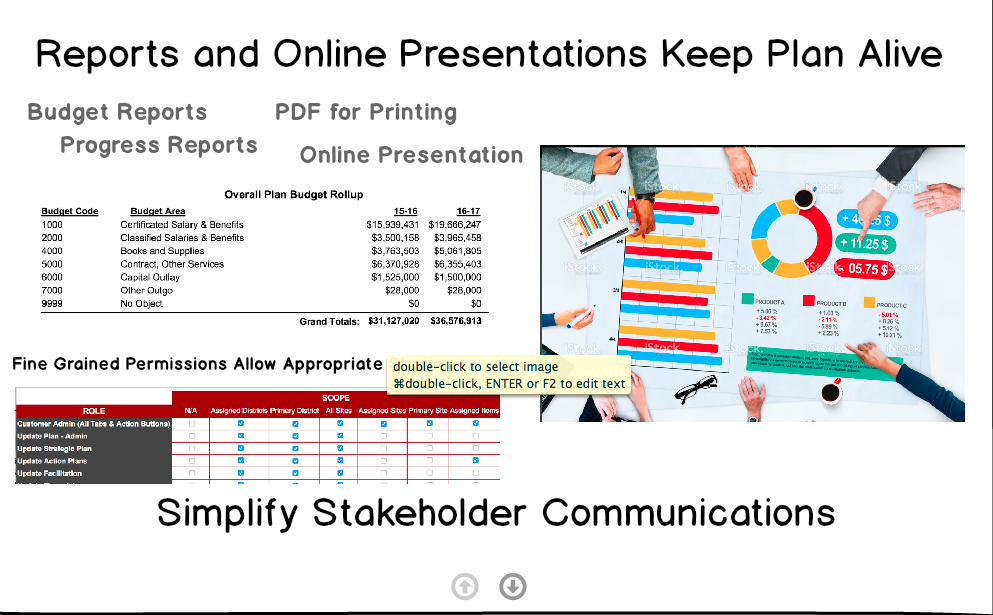 Reports and Online Presentations Keep Plan Alive
Budget Reports PDF for Printing
Progress Reports
Online Presentation
Overall Plan Budget Rollup
Budget Code Budget Area 15-16 16-17
1000 Certificated Salary & Benefits $15,939,431 $19,666,247
2000 Classified Salaries & Benefits $3,500,158 $3,965,458
4000 Books and Supplies $3,763,503 $5,061,805
5000 Contract, Other Services $6,370,928 $6,355,403
6000 Capital Outlay $1,525,000 $1,500,000
7000 Other Outgo $28,000 $28,000
9999 No Object $0 $0
Grand Totals: $31,127,020 $36,576,913
Fine Grained Permissions Allow Appropriate
double-click to select image
⌘double-click, ENTER or F2 to edit text
SCOPE
ROLE N/A Assigned Districts Primary District All Sites Assigned Sites Primary Site Assigned Items
Customer Admin (All Tabs & Action Buttons)
Update Plan - Admin
Update Strategic Plan
Update Action Plans
Update Facilitation
iStock
+ 11.25 $
05.75 $
PRODUCT A PRODUCT B PRODUCT C
Simplify Stakeholder Communications